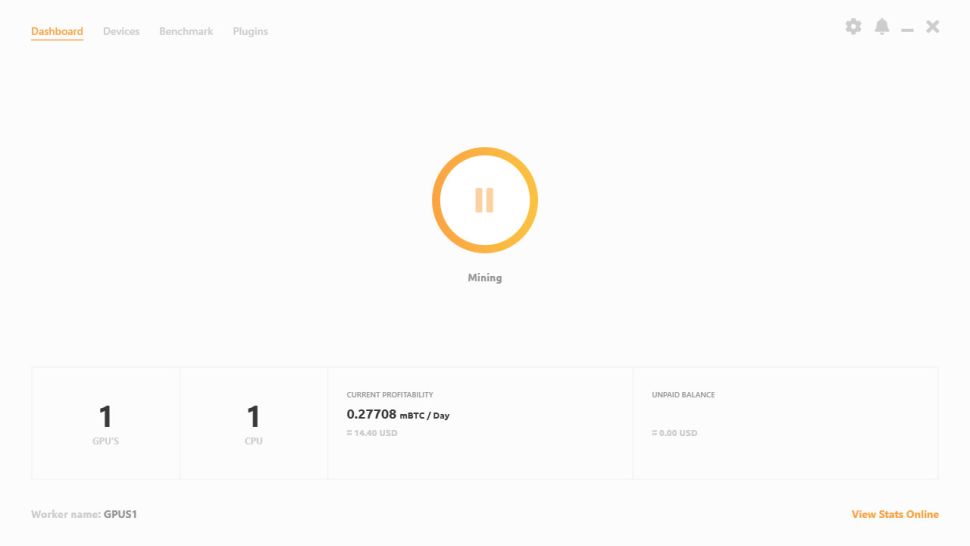 Dashboard Devices Benchmark Plugins
Mining
1
GPU'S
1
CPU
CURRENT PROFITABILITY
0.27708 mBTC / Day
= 14.40 USD
UNPAID BALANCE
= 0.00 USD
Worker name: GPUS1
View Stats Online